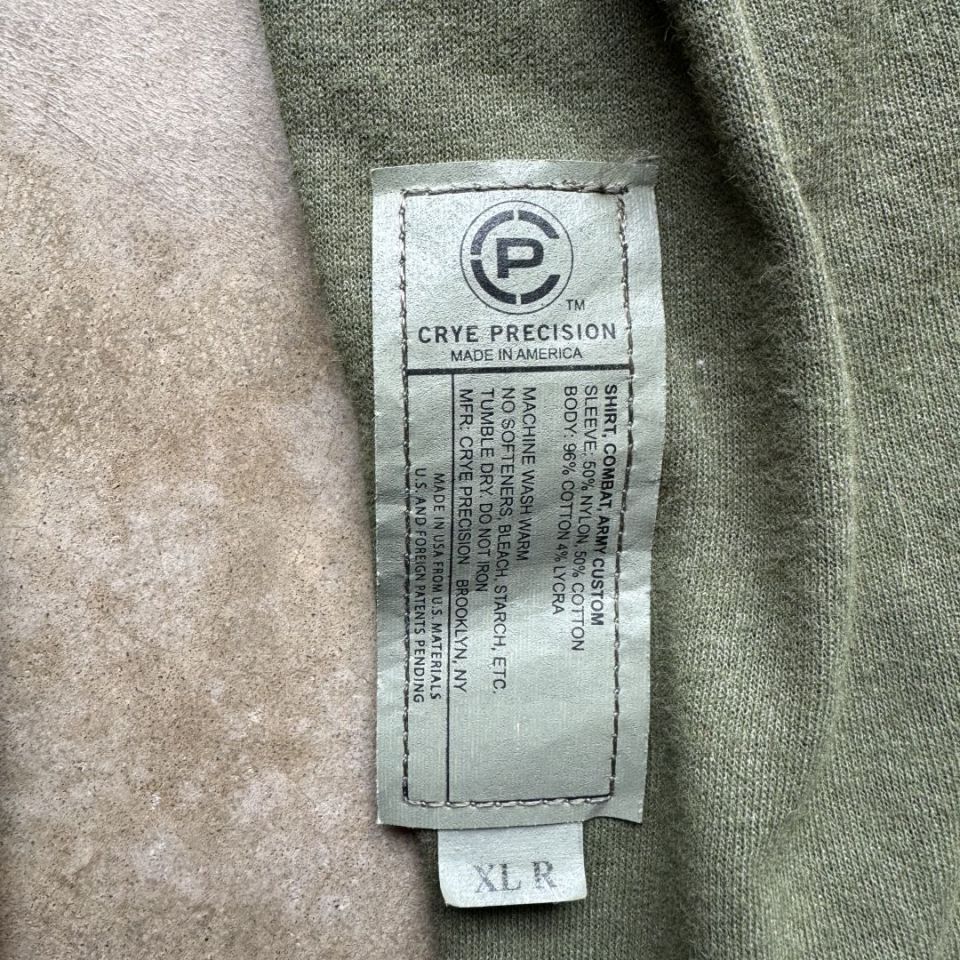 CP
TM
CRYE PRECISION
MADE IN AMERICA
SHIRT, COMBAT, ARMY CUSTOM
SLEEVE: 50% NYLON, 50% COTTON
BODY: 96% COTTON 4% LYCRA
MACHINE WASH WARM
NO SOFTENERS, BLEACH, STARCH, ETC.
TUMBLE DRY. DO NOT IRON
MFR: CRYE PRECISION BROOKLYN, NY
MADE IN USA FROM U.S. MATERIALS
U.S. AND FOREIGN PATENTS PENDING
XL R